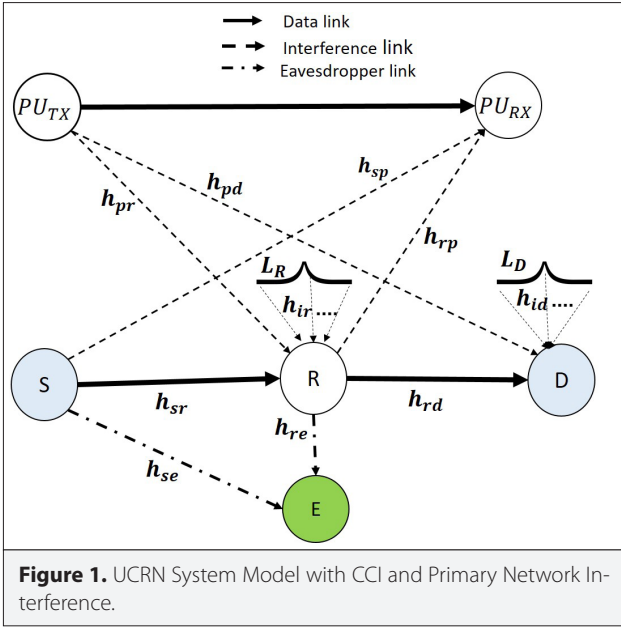 Data link
Interference link
Eavesdropper link
PU_TX
PU_RX
h_sp
h_pd
h_pr
h_rp
L_R
L_D
h_ir ....
h_id ....
S
R
D
h_sr
h_rd
h_re
h_se
E
Figure 1. UCRN System Model with CCI and Primary Network In-
terference.